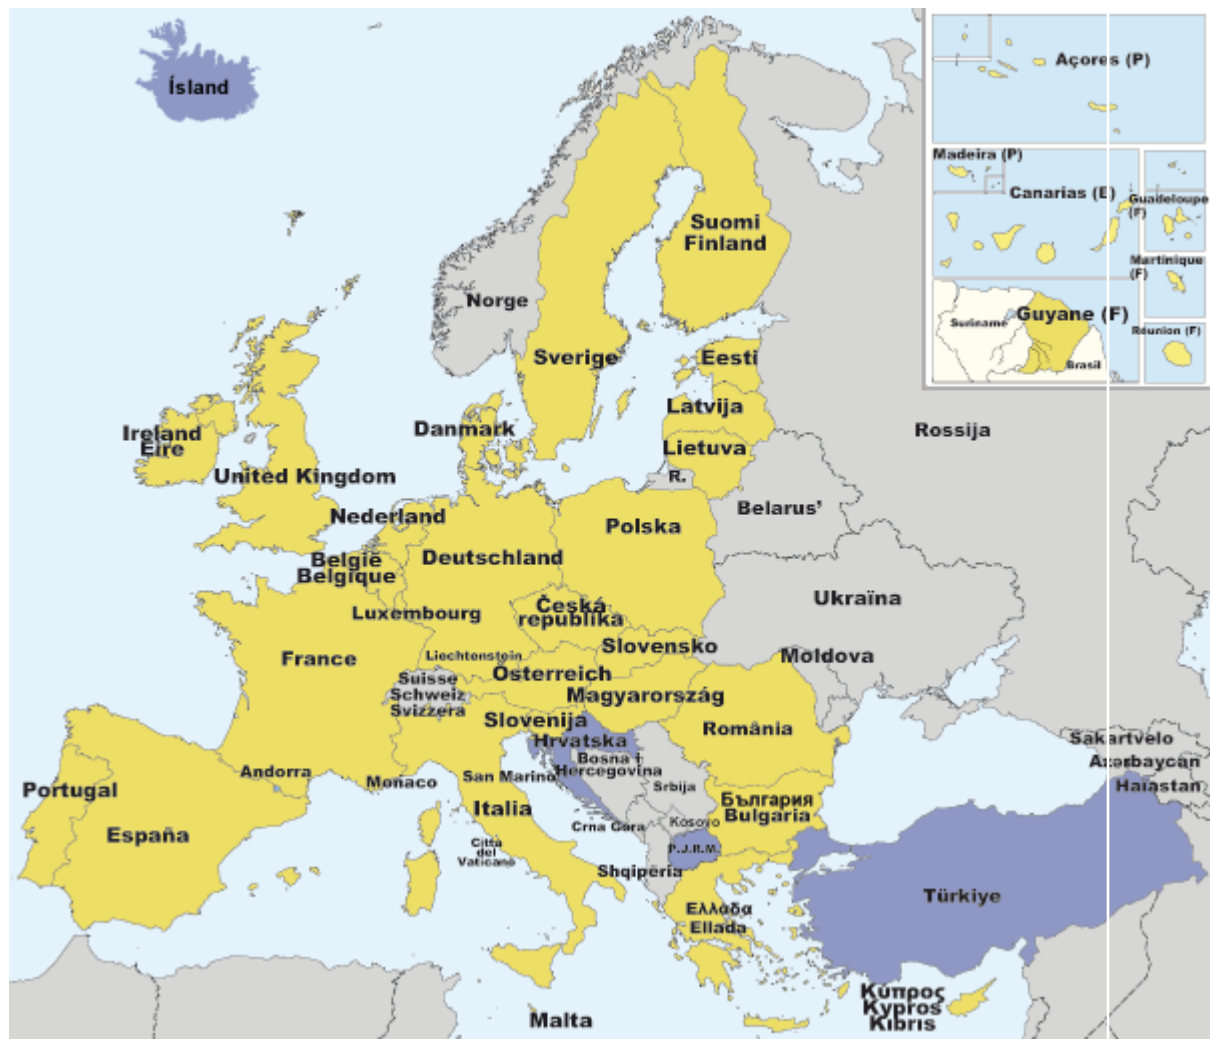 Ísland
Açores (P)
Madeira (P)
Canarias (E)
Guadeloupe
(F)
Martinique
(F)
Guyane (F)
Suriname
Brasil
Réunion (F)
Suomi
Finland
Norge
Sverige
Eesti
Latvija
Lietuva
R.
Danmark
Ireland
Eire
United Kingdom
Rossija
Belarus’
Nederland
Polska
België
Belgique
Deutschland
Luxembourg
Česká
republika
Ukraïna
Slovensko
France
Liechtenstein
Österreich
Moldova
Suisse
Schweiz
Svizzera
Magyarország
Slovenija
România
Hrvatska
Sakartvelo
Azərbaycan
Haiastan
Bosna i
Hercegovina
Andorra
Monaco
San Marino
Srbija
Portugal
Italia
България
Bulgaria
España
Crna Gora
Kosovo
P.J.R.M.
Città
del
Vaticano
Shqipëria
Türkiye
Ελλάδα
Ellada
Κύπρος
Kypros
Kıbrıs
Malta